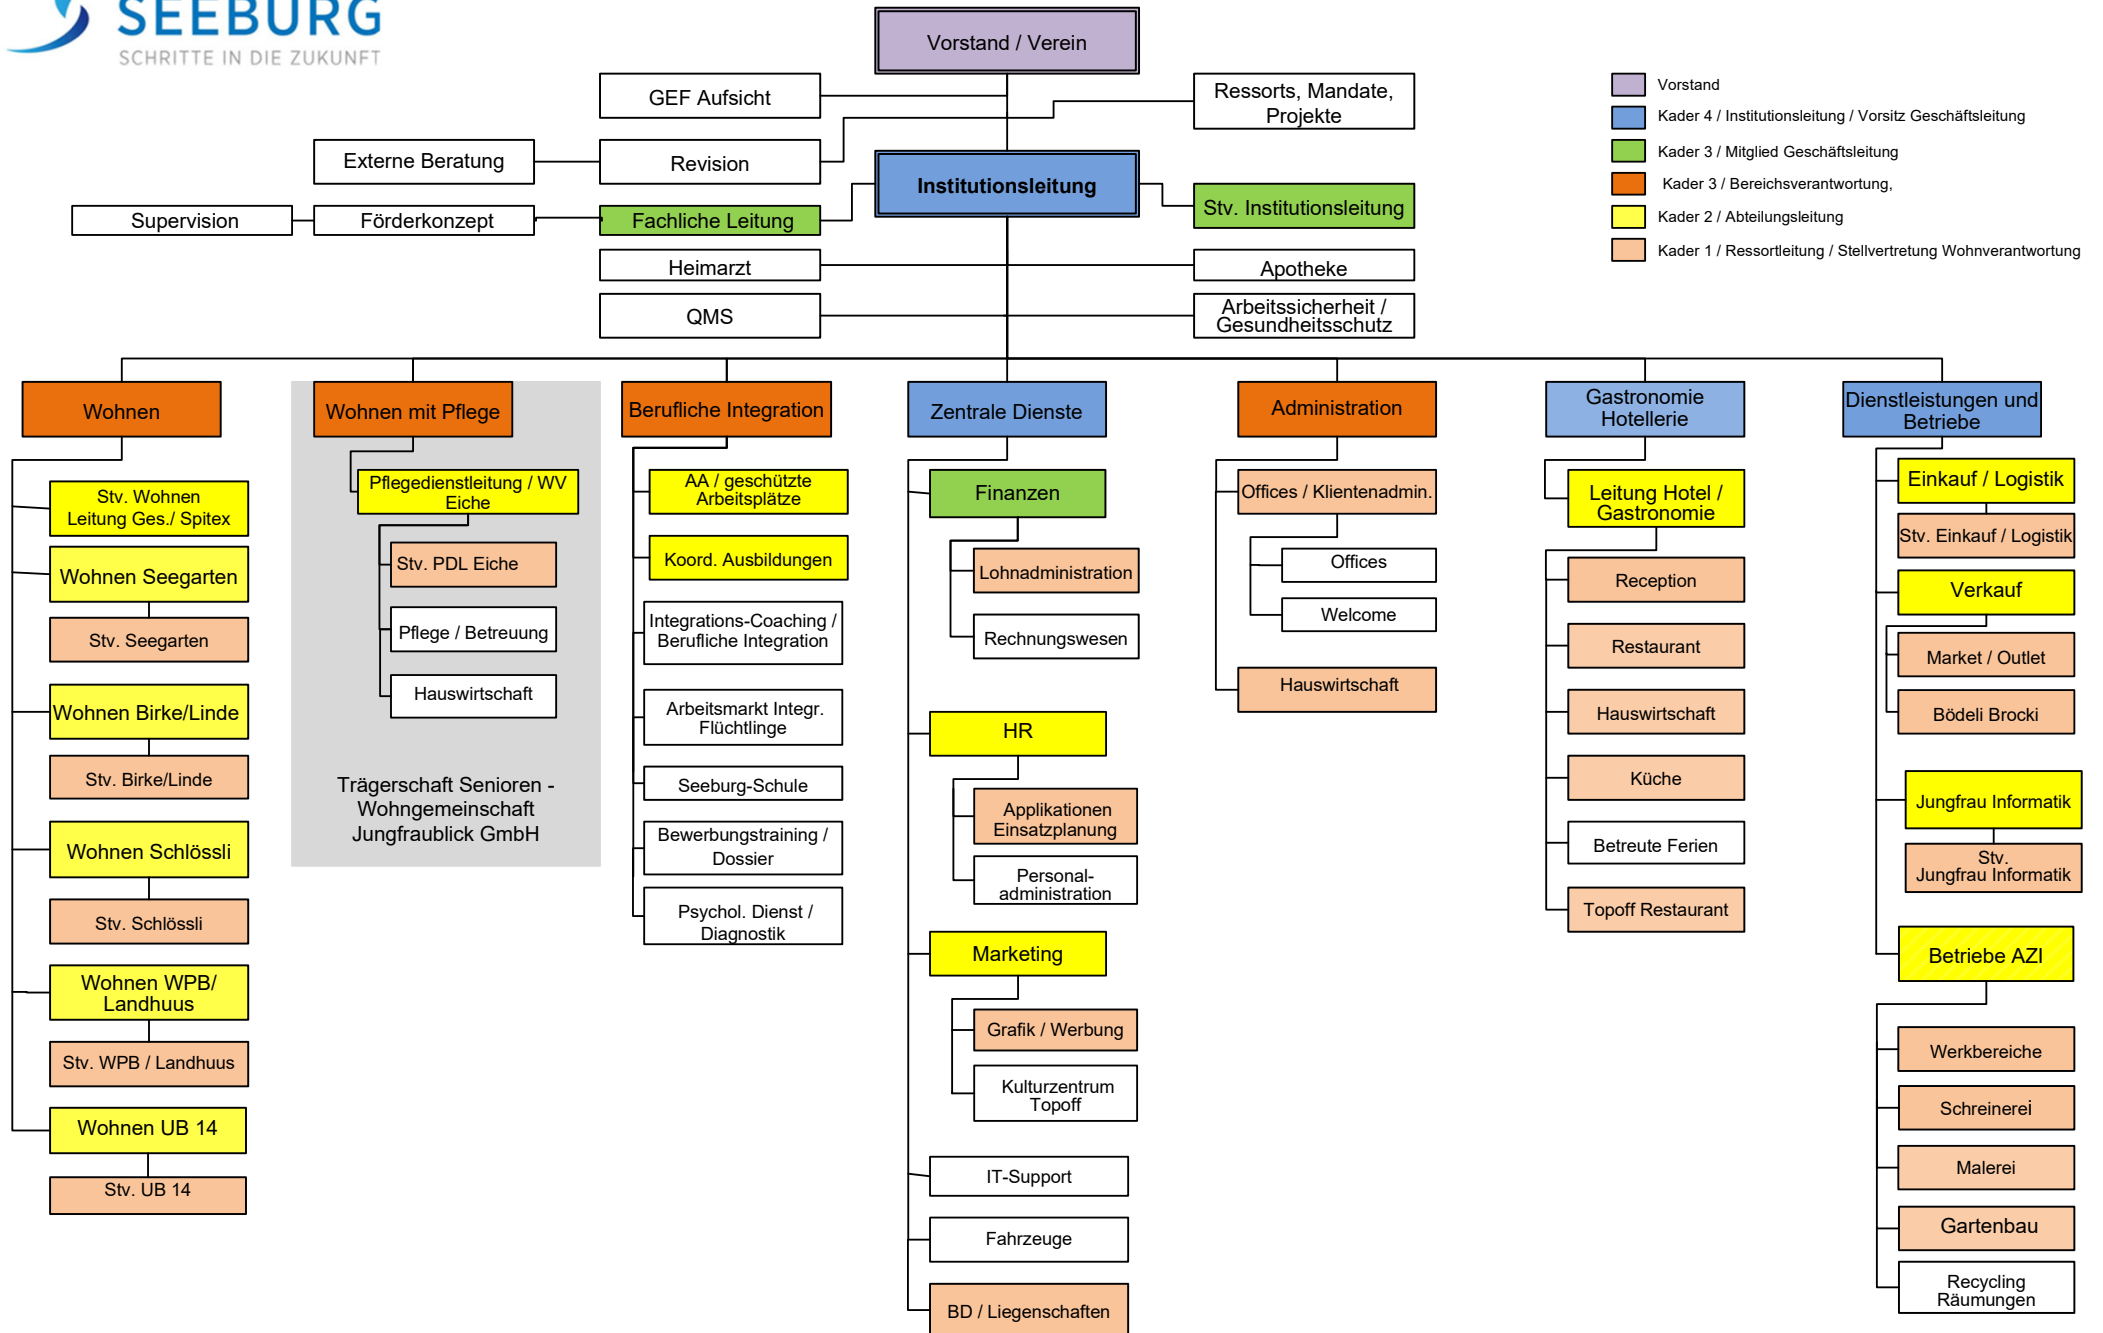 SEEBURG
SCHRITTE IN DIE ZUKUNFT
Vorstand / Verein
GEF Aufsicht
Ressorts, Mandate,
Projekte
Externe Beratung
Revision
Institutionsleitung
Supervision
Förderkonzept
Fachliche Leitung
Stv. Institutionsleitung
Heimarzt
Apotheke
QMS
Arbeitssicherheit /
Gesundheitsschutz
Vorstand
Kader 4 / Institutionsleitung / Vorsitz Geschäftsleitung
Kader 3 / Mitglied Geschäftsleitung
Kader 3 / Bereichsverantwortung,
Kader 2 / Abteilungsleitung
Kader 1 / Ressortleitung / Stellvertretung Wohnverantwortung
Wohnen
Stv. Wohnen
Leitung Ges./ Spitex
Wohnen Seegarten
Stv. Seegarten
Wohnen Birke/Linde
Stv. Birke/Linde
Wohnen Schlössli
Stv. Schlössli
Wohnen WPB/
Landhuus
Stv. WPB / Landhuus
Wohnen UB 14
Stv. UB 14
Wohnen mit Pflege
Pflegedienstleitung / WV
Eiche
Stv. PDL Eiche
Pflege / Betreuung
Hauswirtschaft
Trägerschaft Senioren -
Wohngemeinschaft
Jungfraublick GmbH
Berufliche Integration
AA / geschützte
Arbeitsplätze
Koord. Ausbildungen
Integrations-Coaching /
Berufliche Integration
Arbeitsmarkt Integr.
Flüchtlinge
Seeburg-Schule
Bewerbungstraining /
Dossier
Psychol. Dienst /
Diagnostik
Zentrale Dienste
Finanzen
Lohnadministration
Rechnungswesen
HR
Applikationen
Einsatzplanung
Personal-
administration
Marketing
Grafik / Werbung
Kulturzentrum
Topoff
IT-Support
Fahrzeuge
BD / Liegenschaften
Administration
Offices / Klientenadmin.
Offices
Welcome
Hauswirtschaft
Gastronomie
Hotellerie
Leitung Hotel /
Gastronomie
Reception
Restaurant
Hauswirtschaft
Küche
Betreute Ferien
Topoff Restaurant
Dienstleistungen und
Betriebe
Einkauf / Logistik
Stv. Einkauf / Logistik
Verkauf
Market / Outlet
Bödeli Brocki
Jungfrau Informatik
Stv.
Jungfrau Informatik
Betriebe AZI
Werkbereiche
Schreinerei
Malerei
Gartenbau
Recycling
Räumungen